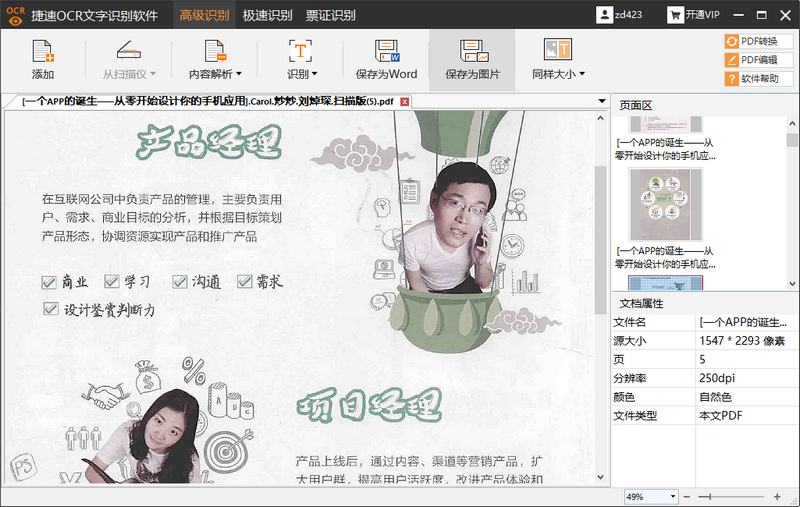 OCR 捷速OCR文字识别软件 高级识别 极速识别 票证识别 zd423 开通VIP
添加 从扫描仪 内容解析 识别 保存为Word 保存为图片 同样大小
PDF转换
PDF编辑
软件帮助
[一个APP的诞生——从零开始设计你的手机应用].Carol.炒炒.刘焯琛.扫描版(5).pdf
产品经理
在互联网公司中负责产品的管理，主要负责用
户、需求、商业目标的分析，并根据目标策划
产品形态，协调资源实现产品和推广产品
商业 学习 沟通 需求
设计鉴赏判断力
A D C
PS
项目经理
产品上线后，通过内容、渠道等营销产品，扩
大用户群，提高用户活跃度，改进产品体验和
页面区
[一个APP的诞生——从
零开始设计你的手机应...
[一个APP的诞生——从
零开始设计你的手机应...
文档属性
文件名 [一个APP的诞生...
源大小 1547 * 2293 像素
页 5
分辨率 250dpi
颜色 自然色
文件类型 本文PDF
49%